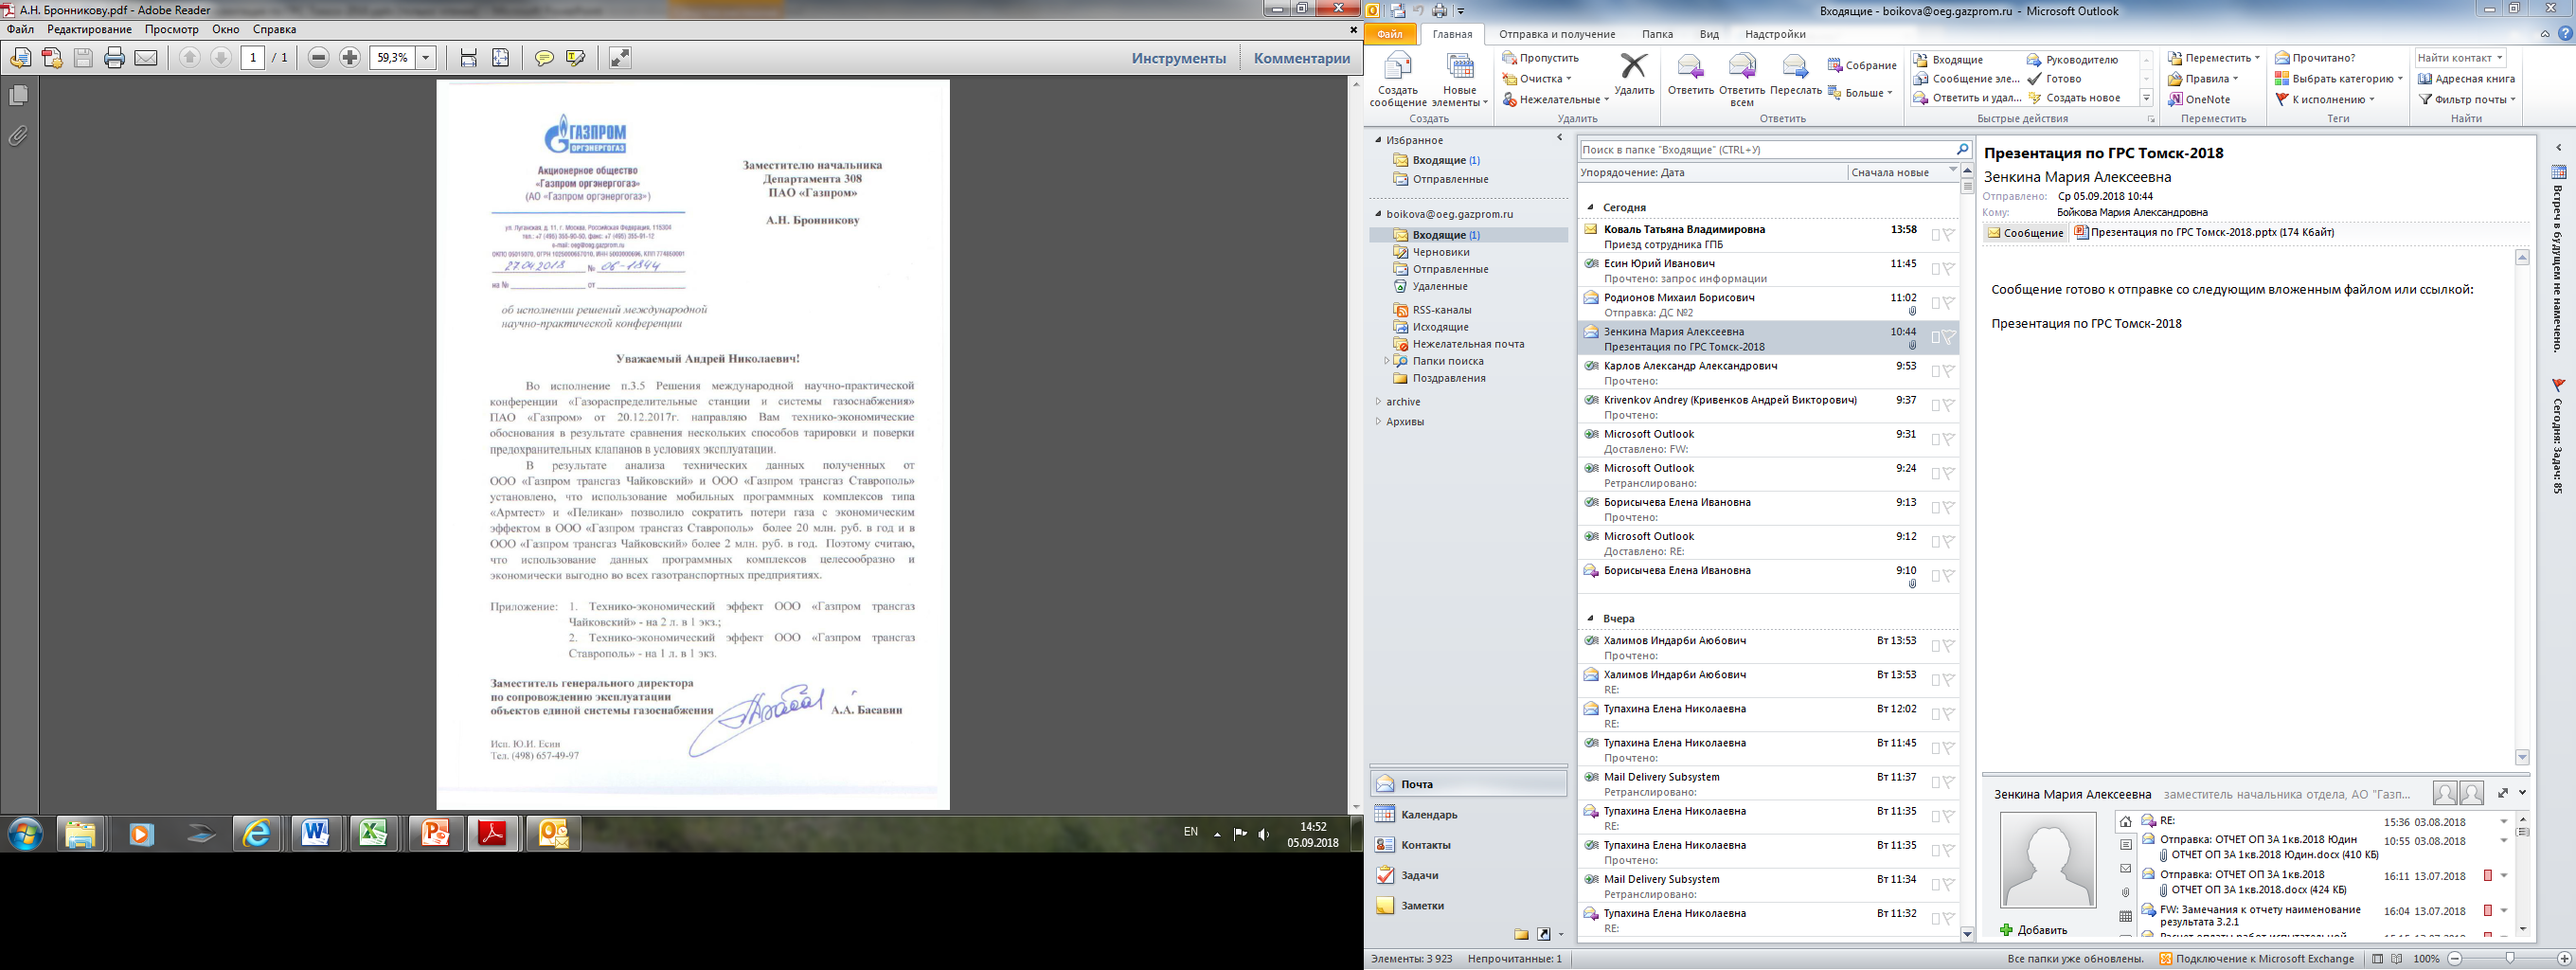 А.Н. Бронникову.pdf - Adobe Reader
Файл Редактирование Просмотр Окно Справка
1 / 1 59,3% Инструменты Комментарии
ГАЗПРОМ
ОРГЭНЕРГОГАЗ
Акционерное общество
«Газпром оргэнергогаз»
(АО «Газпром оргэнергогаз»)
ул. Луганская, д. 11, г. Москва, Российская Федерация, 115304
e-mail: oeg@oeg.gazprom.ru
27.04.2018 № 06-1844
на № от
Заместителю начальника
Департамента 308
ПАО «Газпром»
А.Н. Бронникову
об исполнении решений международной
научно-практической конференции
Уважаемый Андрей Николаевич!
Во исполнение п.3.5 Решения международной научно-практической
конференции «Газораспределительные станции и системы газоснабжения»
ПАО «Газпром» от 20.12.2017г. направляю Вам технико-экономические
обоснования в результате сравнения нескольких способов тарировки и поверки
предохранительных клапанов в условиях эксплуатации.
В результате анализа технических данных полученных от
ООО «Газпром трансгаз Чайковский» и ООО «Газпром трансгаз Ставрополь»
установлено, что использование мобильных программных комплексов типа
«Армтест» и «Пеликан» позволило сократить потери газа с экономическим
эффектом в ООО «Газпром трансгаз Ставрополь» более 20 млн. руб. в год и в
ООО «Газпром трансгаз Чайковский» более 2 млн. руб. в год. Поэтому считаю,
что использование данных программных комплексов целесообразно и
экономически выгодно во всех газотранспортных предприятиях.
Приложение: 1. Технико-экономический эффект ООО «Газпром трансгаз
Чайковский» - на 2 л. в 1 экз.;
2. Технико-экономический эффект ООО «Газпром трансгаз
Ставрополь» - на 1 л. в 1 экз.
Заместитель генерального директора
по сопровождению эксплуатации
объектов единой системы газоснабжения А.А. Басавин
Исп. Ю.И. Есин
Тел. (498) 657-49-97
EN 14:52
05.09.2018
Входящие - boikova@oeg.gazprom.ru - Microsoft Outlook
Файл Главная Отправка и получение Папка Вид Надстройки
Создать сообщение
Новые элементы
Создать
Пропустить
Очистка
Нежелательные
Удалить
Удалить
Ответить
Ответить всем
Переслать
Собрание
Больше
Ответить
Входящие
Сообщение эле...
Ответить и удал...
Руководителю
Готово
Создать новое
Быстрые действия
Переместить
Правила
OneNote
Переместить
Прочитано?
Выбрать категорию
К исполнению
Теги
Найти контакт
Адресная книга
Фильтр почты
Найти
Избранное
Входящие (1)
Отправленные
boikova@oeg.gazprom.ru
Входящие (1)
Черновики
Отправленные
Удаленные
RSS-каналы
Исходящие
Нежелательная почта
Папки поиска
Поздравления
archive
Архивы
Почта
Календарь
Контакты
Задачи
Заметки
Поиск в папке "Входящие" (CTRL+У)
Упорядочение: Дата Сначала новые
Сегодня
Коваль Татьяна Владимировна 13:58
Приезд сотрудника ГПБ
Есин Юрий Иванович 11:45
Прочтено: запрос информации
Родионов Михаил Борисович 11:02
Отправка: ДС №2
Зенкина Мария Алексеевна 10:44
Презентация по ГРС Томск-2018
Карлов Александр Александрович 9:53
Прочтено:
Krivenkov Andrey (Кривенков Андрей Викторович) 9:37
Прочтено:
Microsoft Outlook 9:31
Доставлено: FW:
Microsoft Outlook 9:24
Ретранслировано:
Борисычева Елена Ивановна 9:13
Прочтено:
Microsoft Outlook 9:12
Доставлено: RE:
Борисычева Елена Ивановна 9:10
Вчера
Халимов Индарби Аюбович Вт 13:53
Прочтено:
Халимов Индарби Аюбович Вт 13:53
RE:
Тупахина Елена Николаевна Вт 12:02
RE:
Тупахина Елена Николаевна Вт 11:45
Прочтено:
Mail Delivery Subsystem Вт 11:37
Ретранслировано:
Тупахина Елена Николаевна Вт 11:35
RE:
Тупахина Елена Николаевна Вт 11:35
Прочтено:
Mail Delivery Subsystem Вт 11:34
Ретранслировано:
Тупахина Елена Николаевна Вт 11:32
RE:
Презентация по ГРС Томск-2018
Зенкина Мария Алексеевна
Отправлено: Ср 05.09.2018 10:44
Кому: Бойкова Мария Александровна
Сообщение Презентация по ГРС Томск-2018.pptx (174 Кбайт)
Сообщение готово к отправке со следующим вложенным файлом или ссылкой:
Презентация по ГРС Томск-2018
Зенкина Мария Алексеевна заместитель начальника отдела, АО "Газп...
RE: 15:36 03.08.2018
Отправка: ОТЧЕТ ОП ЗА 1кв.2018 Юдин 10:55 03.08.2018
ОТЧЕТ ОП ЗА 1кв.2018 Юдин.docx (410 КБ)
Отправка: ОТЧЕТ ОП ЗА 1кв.2018 16:11 13.07.2018
ОТЧЕТ ОП ЗА 1кв.2018.docx (424 КБ)
FW: Замечания к отчету наименование 16:04 13.07.2018
результата 3.2.1
Добавить
Встреч в будущем не намечено.
Сегодня: Задач: 85
Элементы: 3 923 Непрочитанные: 1
Все папки уже обновлены. Подключение к Microsoft Exchange 100%